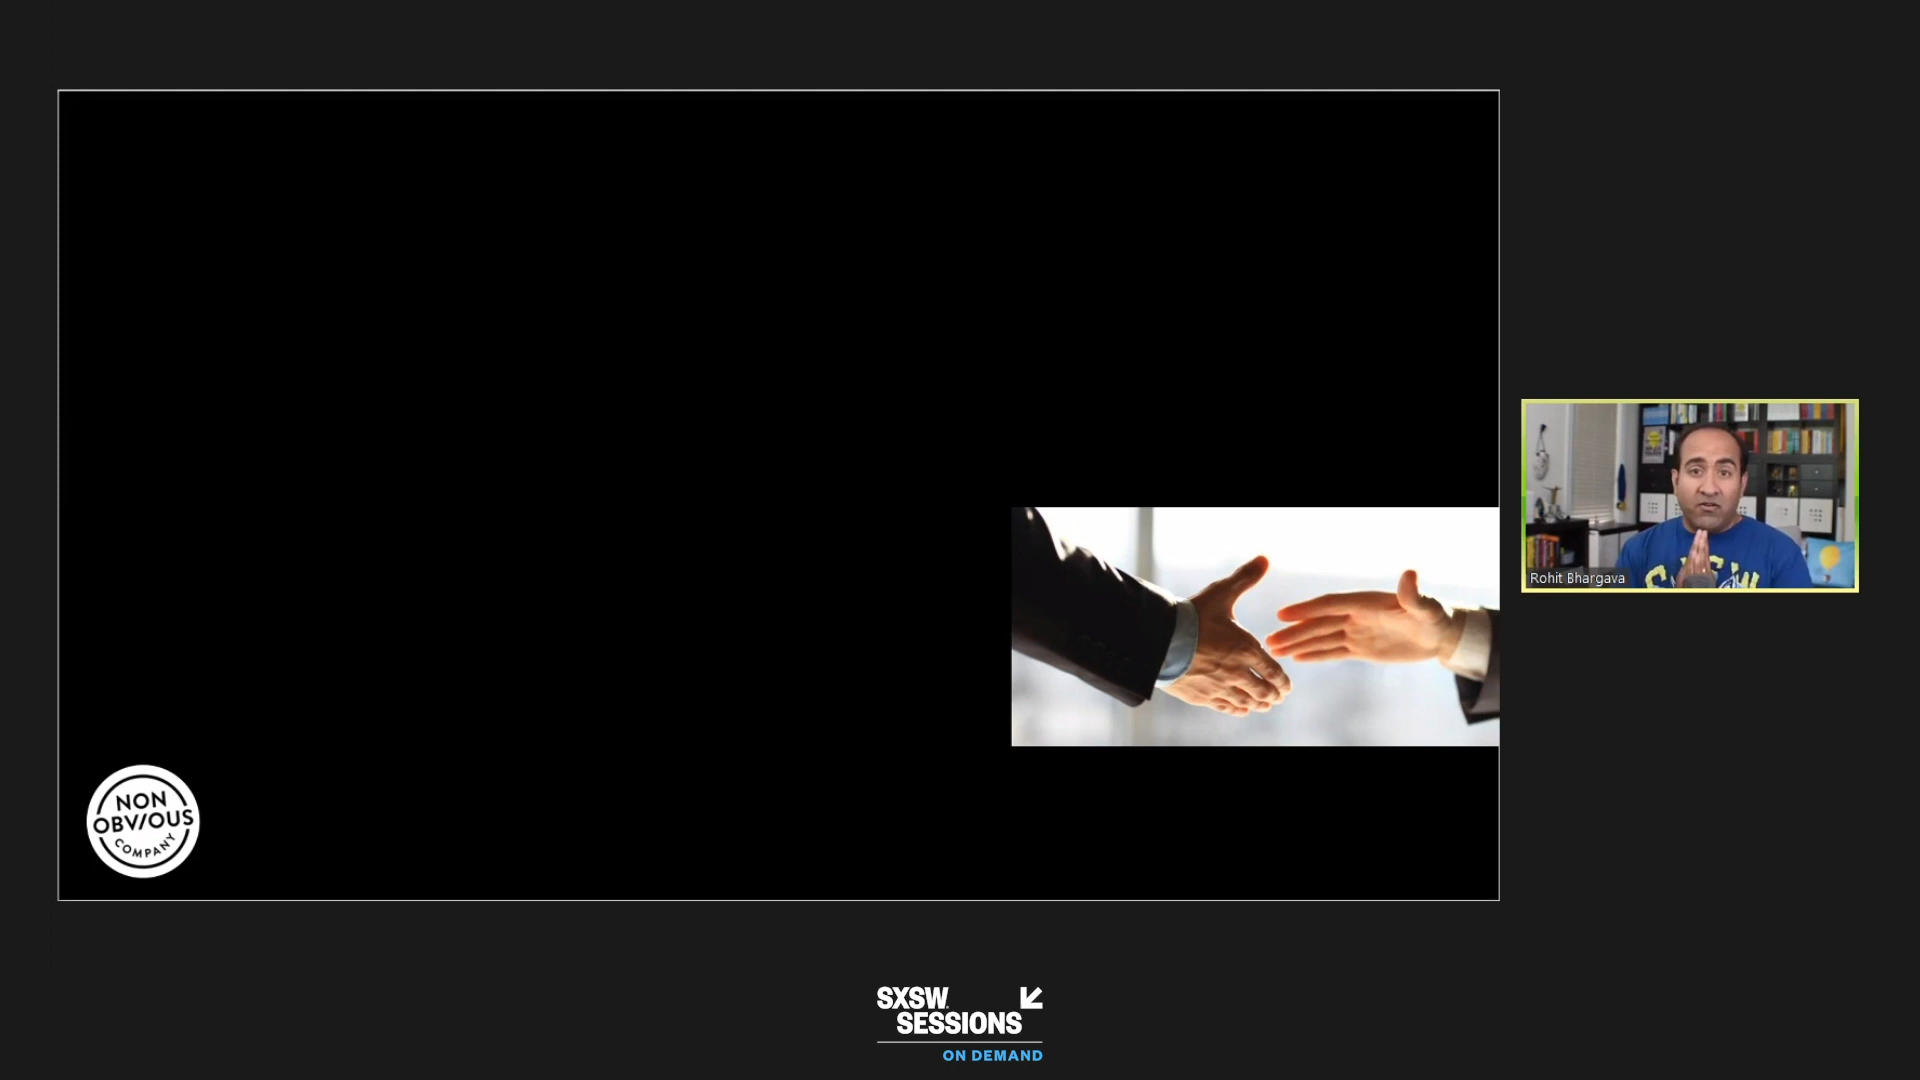 NON
OBV/OUS
COMPANY
Rohit Bhargava
SXSW
SESSIONS
ON DEMAND